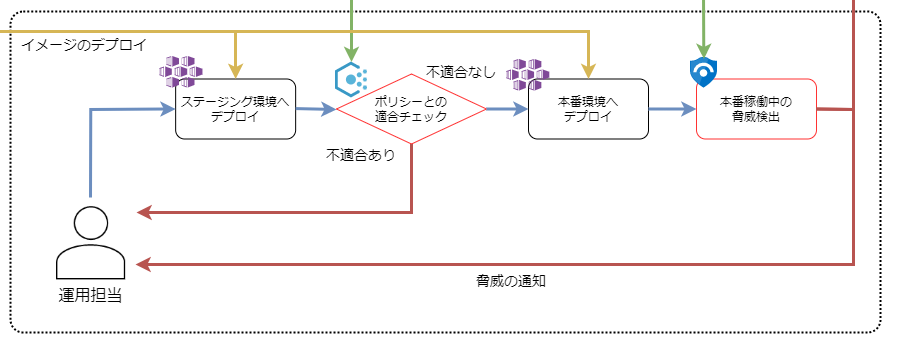 イメージのデプロイ
ステージング環境へ
デプロイ
ポリシーとの
適合チェック
不適合なし
本番環境へ
デプロイ
本番稼働中の
脅威検出
不適合あり
脅威の通知
運用担当